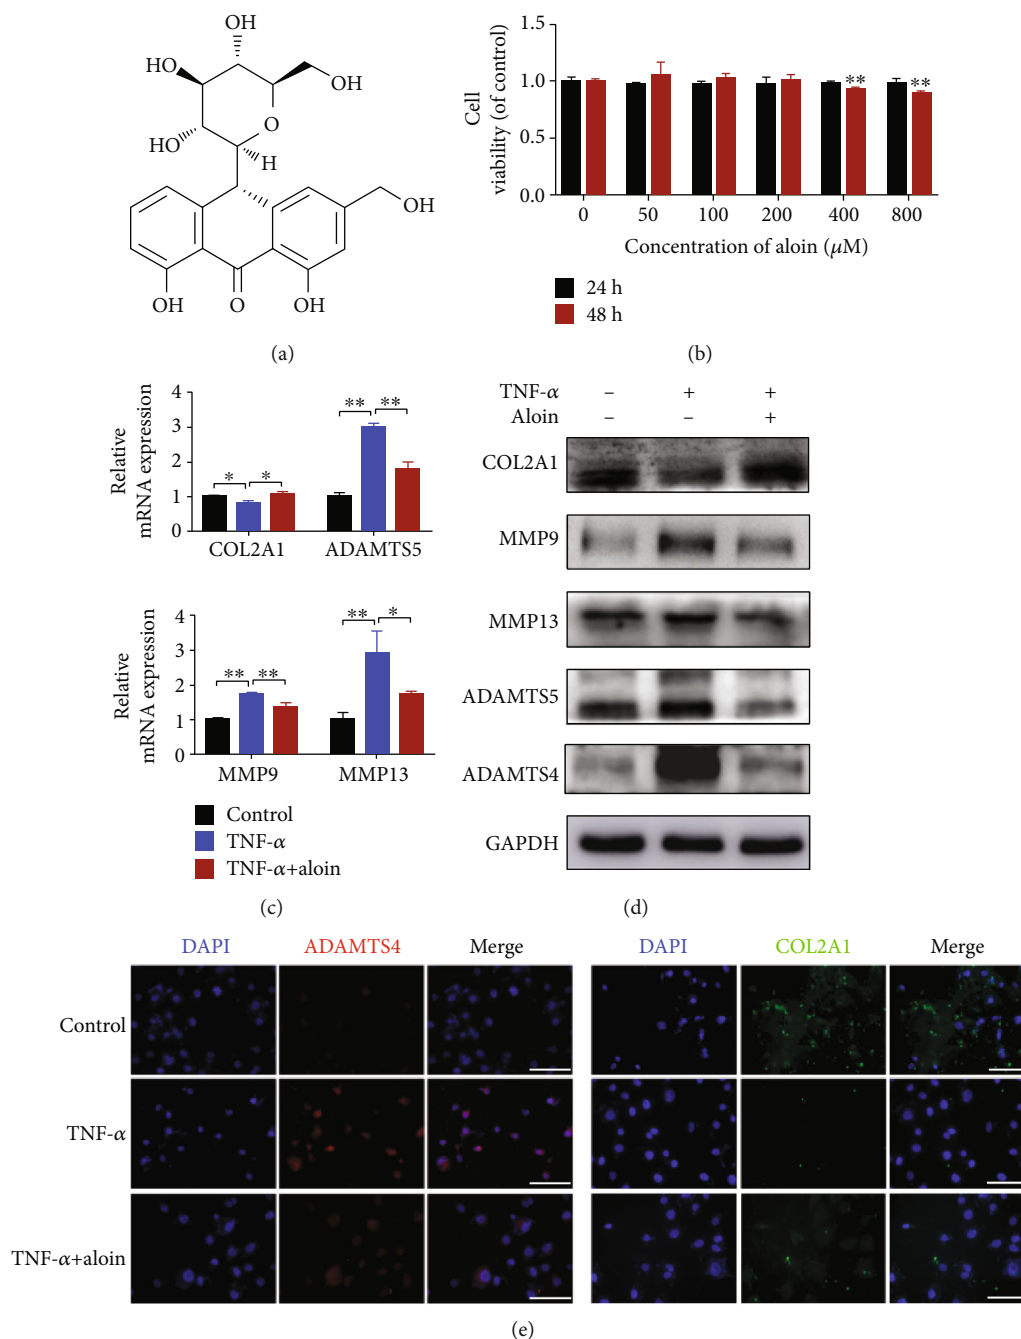 OH
HO
HO
OH
O
HO
H
OH
OH
O
OH
(a)
Cell
viability (of control)
1.5
1.0
0.5
0.0
** **
0 50 100 200 400 800
Concentration of aloin (μM)
24 h
48 h
(b)
Relative
mRNA expression
4
3
2
1
0
* *
** **
COL2A1 ADAMTS5
Relative
mRNA expression
4
3
2
1
0
** **
** *
MMP9 MMP13
Control
TNF-α
TNF-α+aloin
(c)
TNF-α – + +
Aloin – – +
COL2A1
MMP9
MMP13
ADAMTS5
ADAMTS4
GAPDH
(d)
DAPI ADAMTS4 Merge DAPI COL2A1 Merge
Control
TNF-α
TNF-α+aloin
(e)